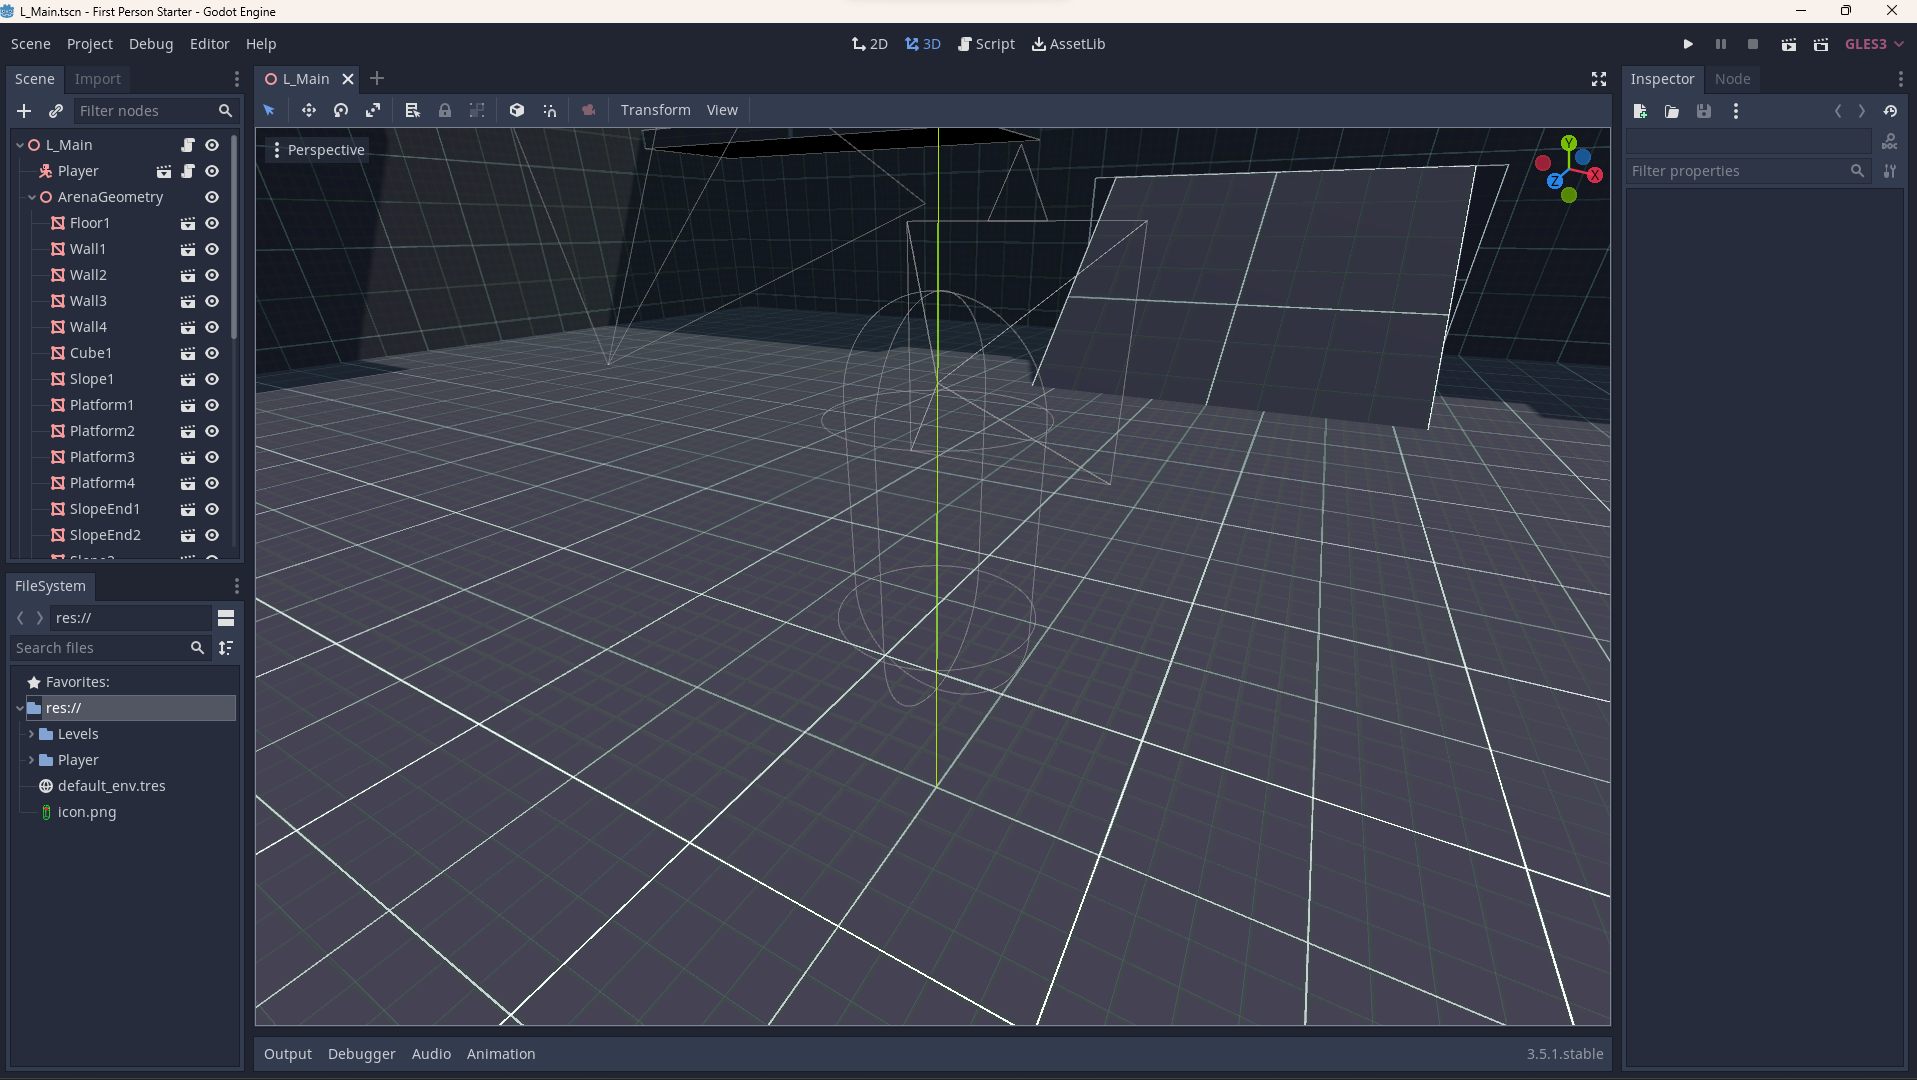 L_Main.tscn - First Person Starter - Godot Engine
Scene Project Debug Editor Help
2D 3D Script AssetLib
GLES3
Scene Import
Filter nodes
L_Main
Player
ArenaGeometry
Floor1
Wall1
Wall2
Wall3
Wall4
Cube1
Slope1
Platform1
Platform2
Platform3
Platform4
SlopeEnd1
SlopeEnd2
FileSystem
res://
Search files
Favorites:
res://
Levels
Player
default_env.tres
icon.png
L_Main
Transform View
Perspective
Y
X
Z
Output Debugger Audio Animation
3.5.1.stable
Inspector Node
DOC
Filter properties